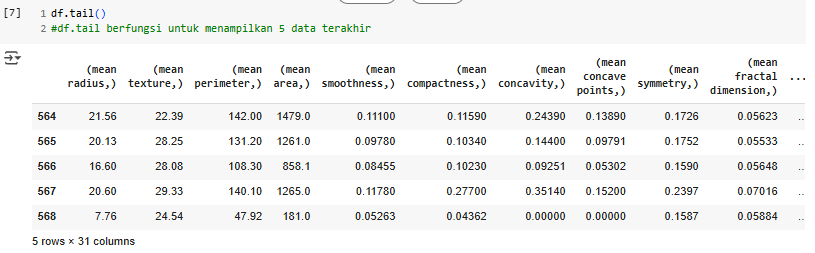 [7] 1 df.tail()
2 #df.tail berfungsi untuk menampilkan 5 data terakhir
(mean radius,) (mean texture,) (mean perimeter,) (mean area,) (mean smoothness,) (mean compactness,) (mean concavity,) (mean concave points,) (mean symmetry,) (mean fractal dimension,) ...
564 21.56 22.39 142.00 1479.0 0.11100 0.11590 0.24390 0.13890 0.1726 0.05623 ..
565 20.13 28.25 131.20 1261.0 0.09780 0.10340 0.14400 0.09791 0.1752 0.05533 ..
566 16.60 28.08 108.30 858.1 0.08455 0.10230 0.09251 0.05302 0.1590 0.05648 ..
567 20.60 29.33 140.10 1265.0 0.11780 0.27700 0.35140 0.15200 0.2397 0.07016 ..
568 7.76 24.54 47.92 181.0 0.05263 0.04362 0.00000 0.00000 0.1587 0.05884 ..
5 rows × 31 columns